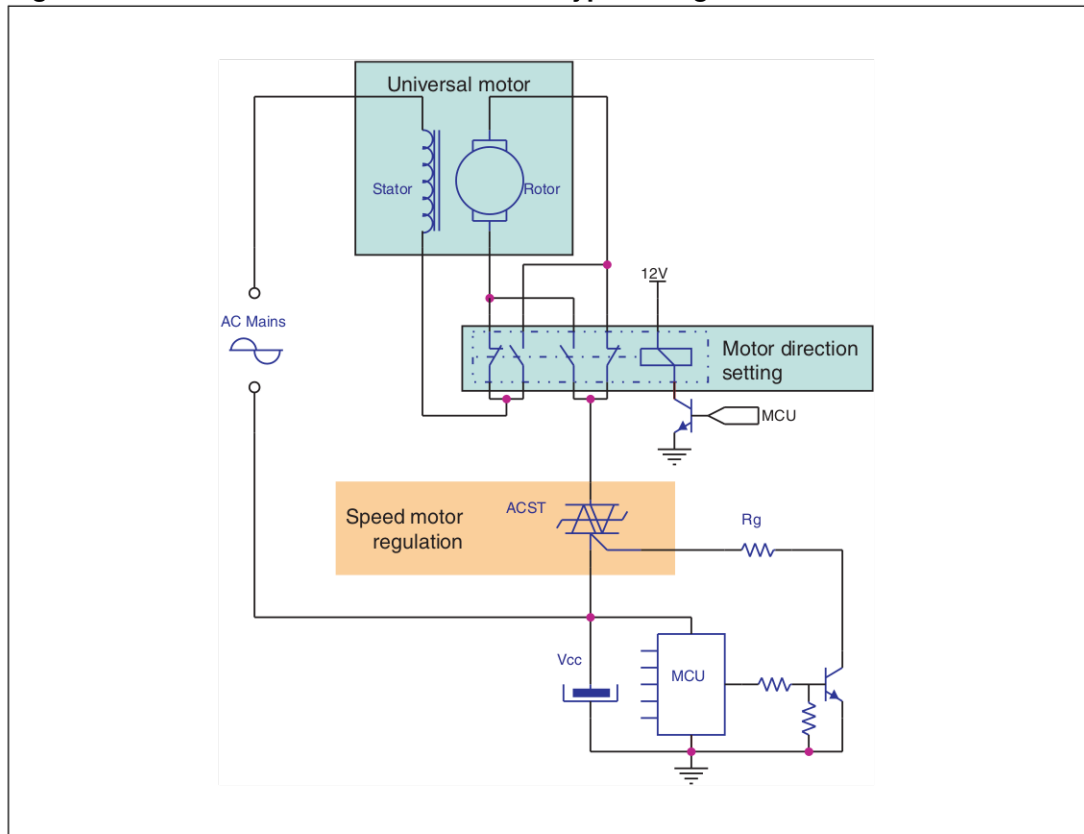 Universal motor
Stator
Rotor
12V
AC Mains
Motor direction
setting
MCU
ACST
Speed motor
regulation
Rg
Vcc
MCU